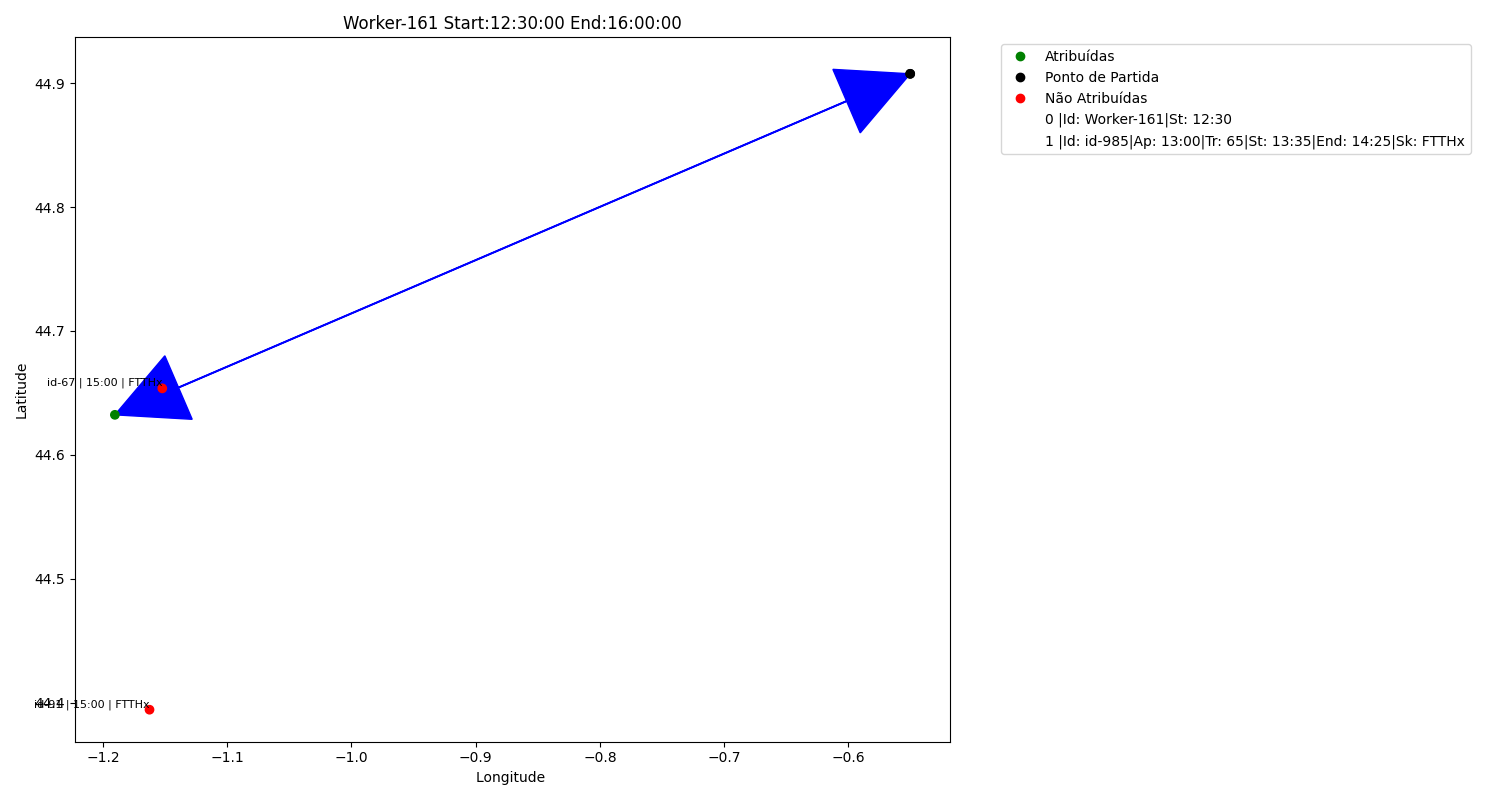 Worker-161 Start:12:30:00 End:16:00:00
Atribuídas
Ponto de Partida
Não Atribuídas
0 |Id: Worker-161|St: 12:30
1 |Id: id-985|Ap: 13:00|Tr: 65|St: 13:35|End: 14:25|Sk: FTTHx
44.9
44.8
44.7
44.6
44.5
44.4
Latitude
id-67 | 15:00 | FTTHx
| 15:00 | FTTHx
−1.2 −1.1 −1.0 −0.9 −0.8 −0.7 −0.6
Longitude